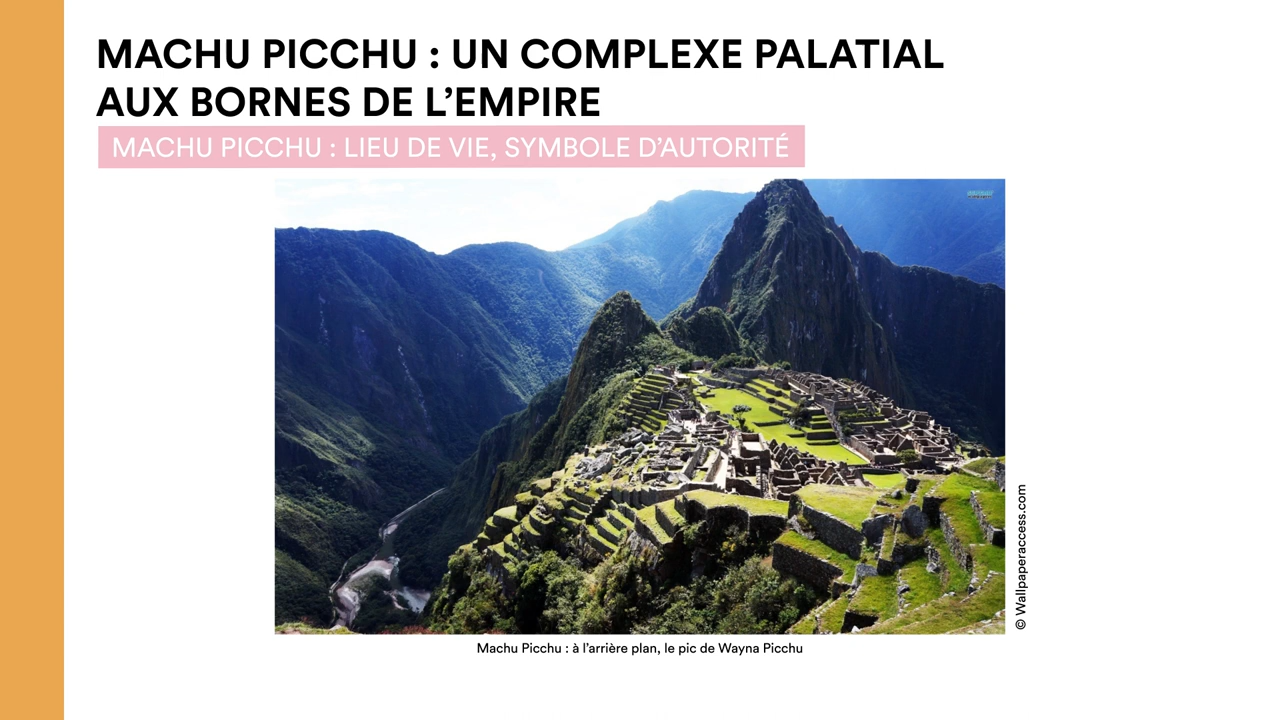 MACHU PICCHU : UN COMPLEXE PALATIAL
AUX BORNES DE L’EMPIRE
MACHU PICCHU : LIEU DE VIE, SYMBOLE D’AUTORITÉ
© Wallpaperaccess.com
Machu Picchu : à l’arrière plan, le pic de Wayna Picchu